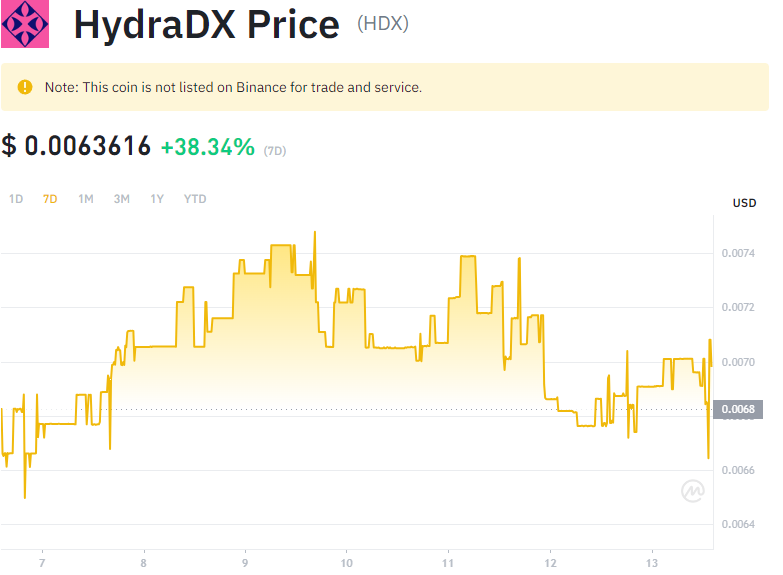 HydraDX Price (HDX)
Note: This coin is not listed on Binance for trade and service.
$ 0.0063616 +38.34% (7D)
1D 7D 1M 3M 1Y YTD
USD
0.0074
0.0072
0.0070
0.0068
0.0066
0.0064
7 8 9 10 11 12 13